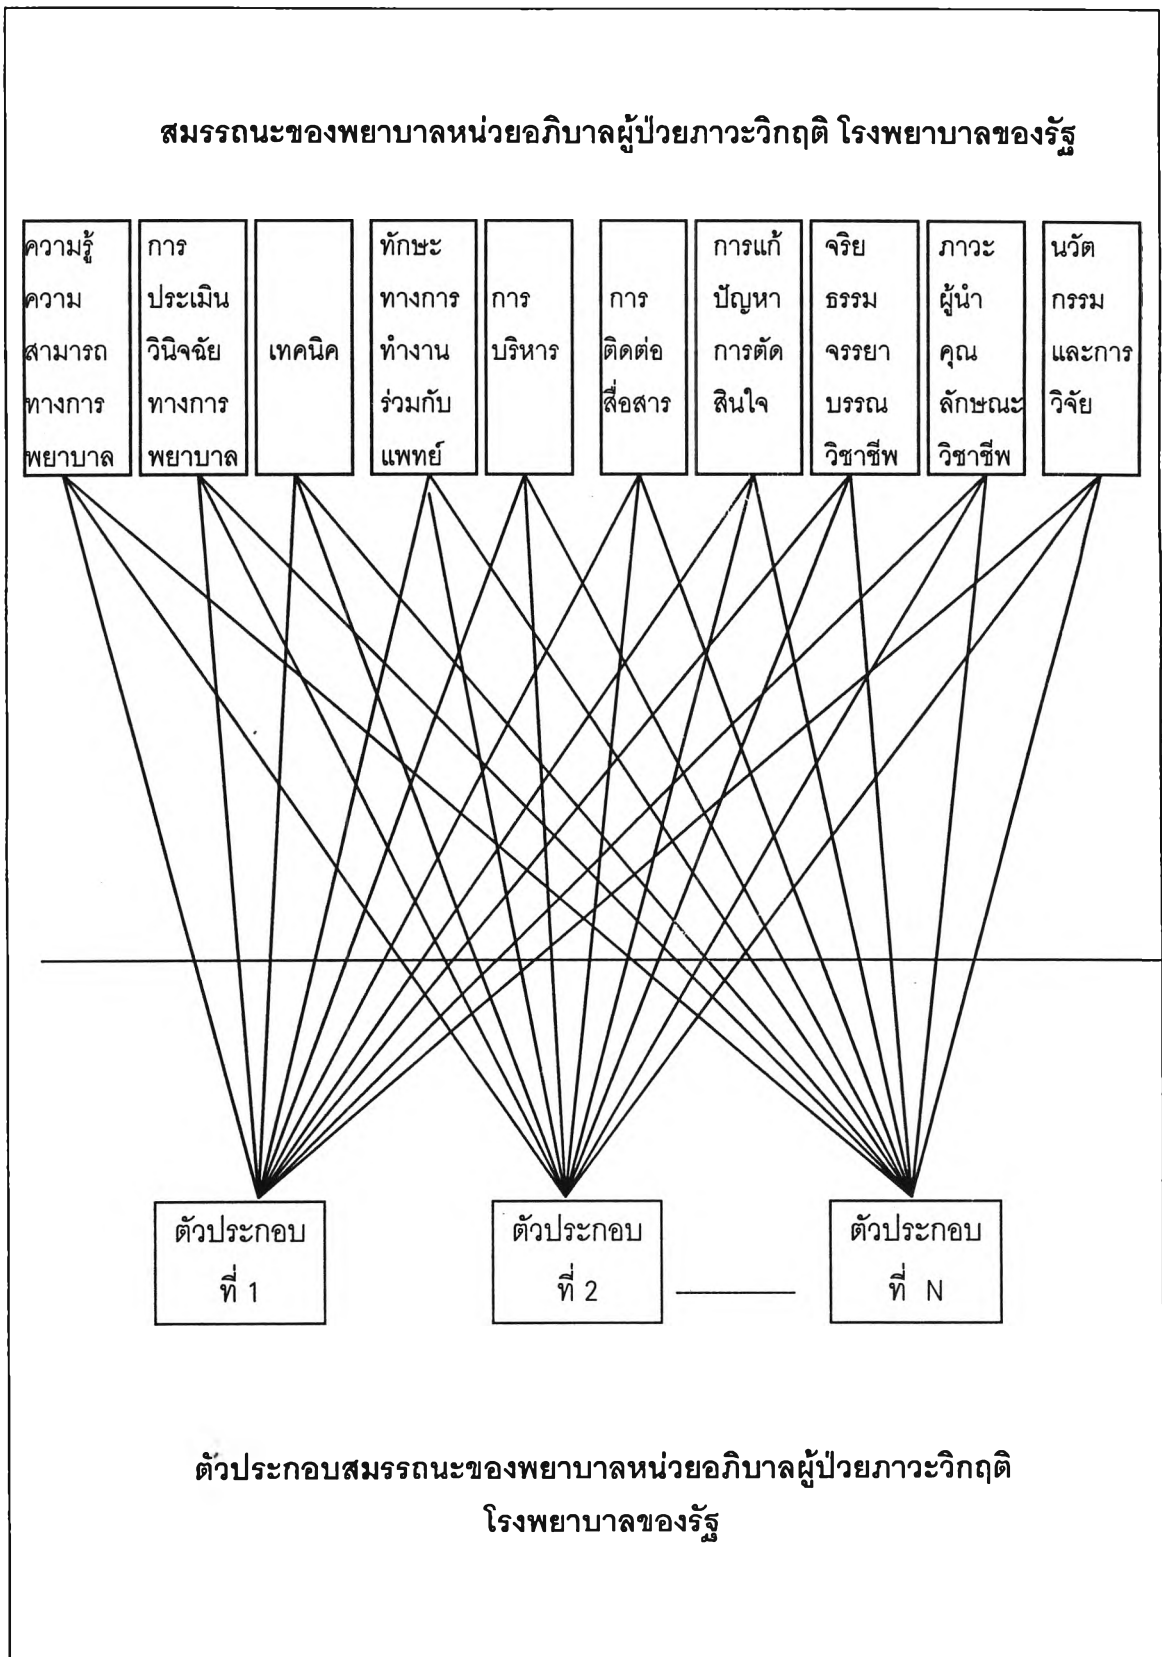 สมรรถนะของพยาบาลหน่วยอภิบาลผู้ป่วยภาวะวิกฤติ โรงพยาบาลของรัฐ
ความรู้
ความ
สามารถ
ทางการ
พยาบาล
การ
ประเมิน
วินิจฉัย
ทางการ
พยาบาล
เทคนิค
ทักษะ
ทางการ
ทำงาน
ร่วมกับ
แพทย์
การ
บริหาร
การ
ติดต่อ
สื่อสาร
การแก้
ปัญหา
การตัด
สินใจ
จริย
ธรรม
จรรยา
บรรณ
วิชาชีพ
ภาวะ
ผู้นำ
คุณ
ลักษณะ
วิชาชีพ
นวัต
กรรม
และการ
วิจัย
ตัวประกอบ
ที่ 1
ตัวประกอบ
ที่ 2
ตัวประกอบ
ที่ N
ตัวประกอบสมรรถนะของพยาบาลหน่วยอภิบาลผู้ป่วยภาวะวิกฤติ
โรงพยาบาลของรัฐ